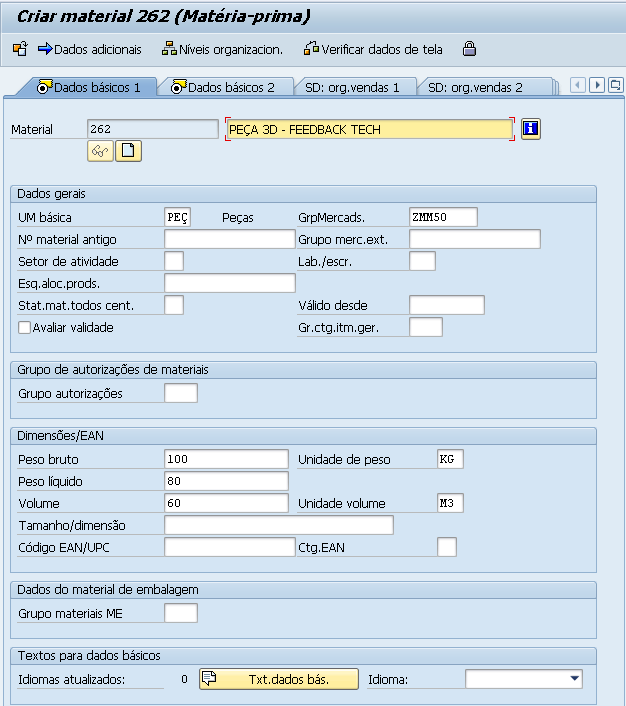 Criar material 262 (Matéria-prima)
Dados adicionais Níveis organizacion. Verificar dados de tela
Dados básicos 1 Dados básicos 2 SD: org.vendas 1 SD: org.vendas 2
Material 262 PEÇA 3D - FEEDBACK TECH
Dados gerais
UM básica PEÇ Peças GrpMercads. ZMM50
Nº material antigo Grupo merc.ext.
Setor de atividade Lab./escr.
Esq.aloc.prods.
Stat.mat.todos cent. Válido desde
Avaliar validade Gr.ctg.itm.ger.
Grupo de autorizações de materiais
Grupo autorizações
Dimensões/EAN
Peso bruto 100 Unidade de peso KG
Peso líquido 80
Volume 60 Unidade volume M3
Tamanho/dimensão
Código EAN/UPC Ctg.EAN
Dados do material de embalagem
Grupo materiais ME
Textos para dados básicos
Idiomas atualizados: 0 Txt.dados bás. Idioma: